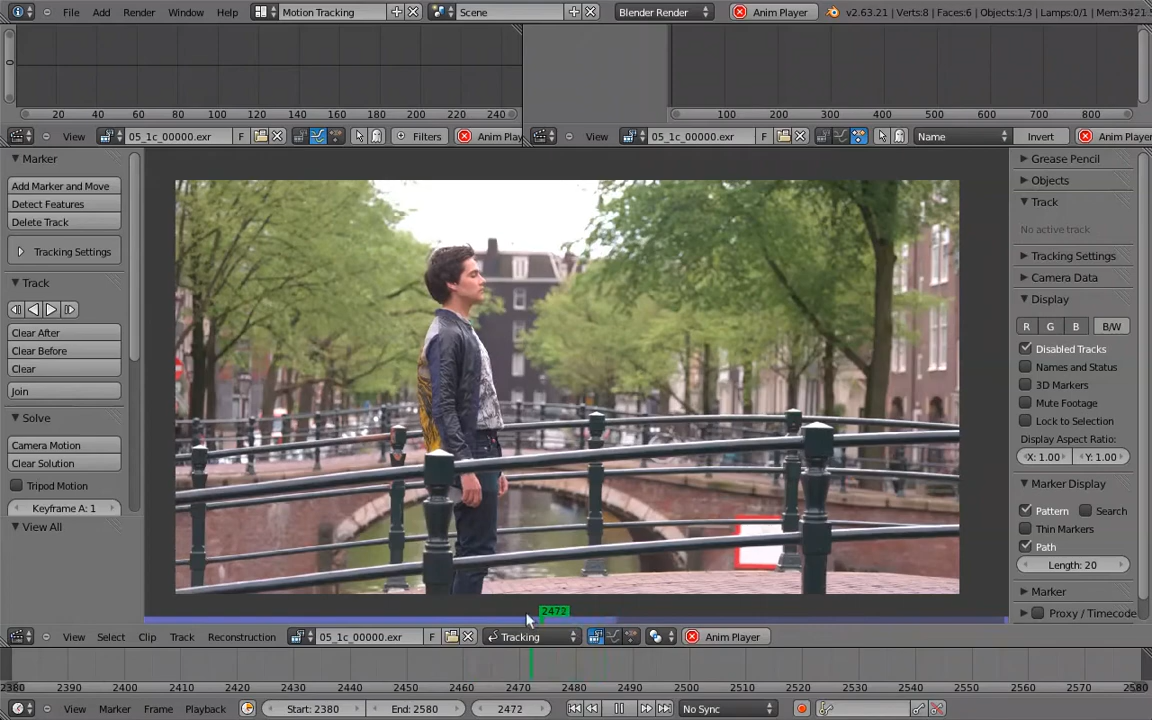 File Add Render Window Help Motion Tracking Scene Blender Render Anim Player v2.63.21 | Verts:8 | Faces:6 | Objects:1/3 | Lamps:0/1 | Mem:3421.
0
20 40 60 80 100 120 140 160 180 200 220 240
100 200 300 400 500 600 700 800
View 05_1c_00000.exr F Filters Anim Play
View 05_1c_00000.exr F Name Invert Anim Player
Marker
Add Marker and Move
Detect Features
Delete Track
Tracking Settings
Track
Clear After
Clear Before
Clear
Join
Solve
Camera Motion
Clear Solution
Tripod Motion
Keyframe A: 1
View All
Grease Pencil
Objects
Track
No active track
Tracking Settings
Camera Data
Display
R G B B/W
Disabled Tracks
Names and Status
3D Markers
Mute Footage
Lock to Selection
Display Aspect Ratio:
X: 1.00 Y: 1.00
Marker Display
Pattern Search
Thin Markers
Path
Length: 20
Marker
Proxy / Timecode
2472
View Select Clip Track Reconstruction 05_1c_00000.exr F Tracking Anim Player
2380 2390 2400 2410 2420 2430 2440 2450 2460 2470 2480 2490 2500 2510 2520 2530 2540 2550 2560 2570 2580
View Marker Frame Playback Start: 2380 End: 2580 2472 No Sync